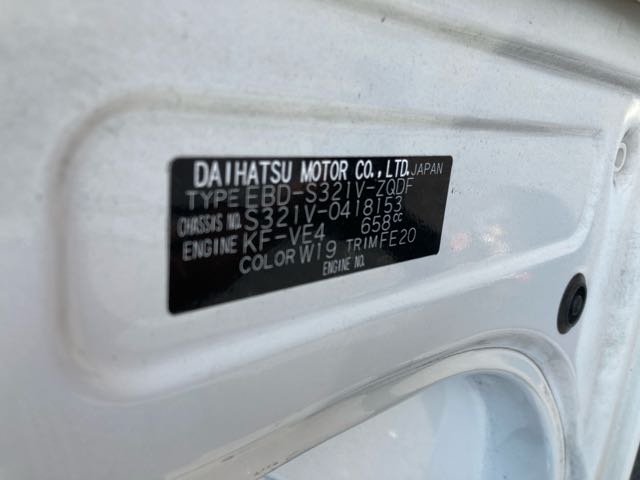 DAIHATSU MOTOR CO.,LTD. JAPAN
TYPE EBD-S321V-ZQDF
CHASSIS NO. S321V-0418153
ENGINE KF-VE4 658cc
COLOR W19 TRIM FE20
ENGINE NO.